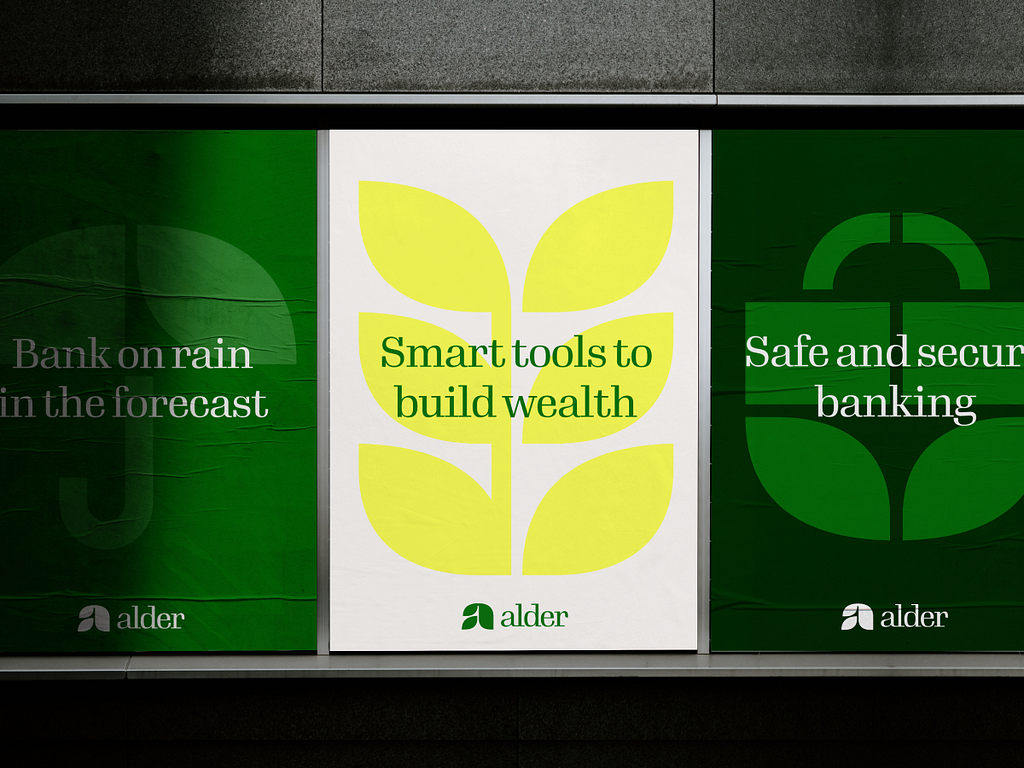 Bank on rain
in the forecast
alder
Smart tools to
build wealth
alder
Safe and secur
banking
alder